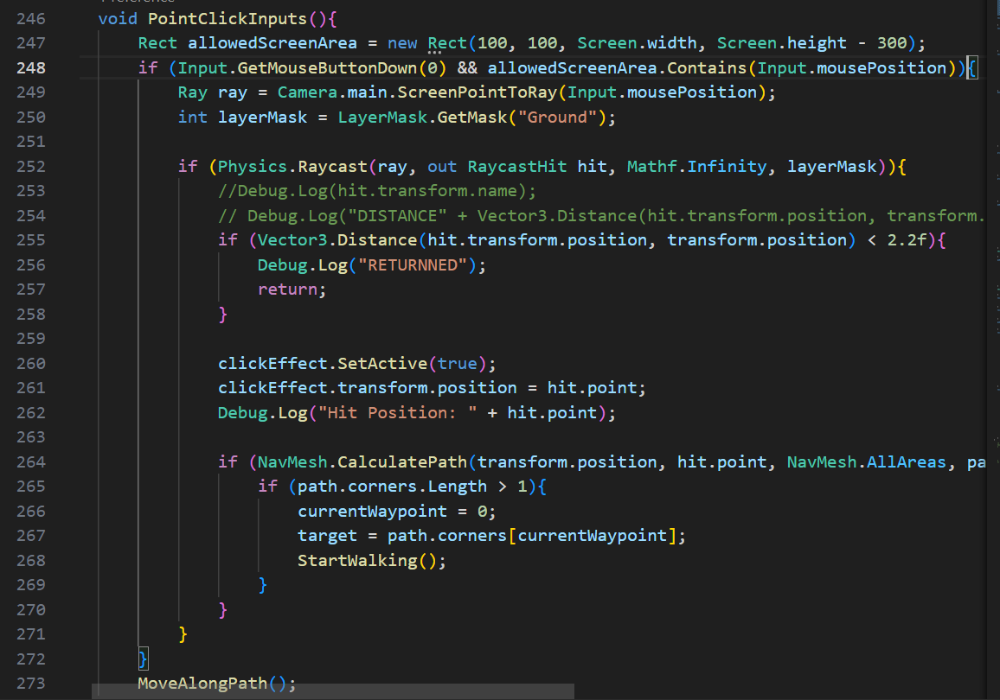 246 void PointClickInputs(){
247 Rect allowedScreenArea = new Rect(100, 100, Screen.width, Screen.height - 300);
248 if (Input.GetMouseButtonDown(0) && allowedScreenArea.Contains(Input.mousePosition)){
249 Ray ray = Camera.main.ScreenPointToRay(Input.mousePosition);
250 int layerMask = LayerMask.GetMask("Ground");
251
252 if (Physics.Raycast(ray, out RaycastHit hit, Mathf.Infinity, layerMask)){
253 //Debug.Log(hit.transform.name);
254 // Debug.Log("DISTANCE" + Vector3.Distance(hit.transform.position, transform.
255 if (Vector3.Distance(hit.transform.position, transform.position) < 2.2f){
256 Debug.Log("RETURNNED");
257 return;
258 }
259
260 clickEffect.SetActive(true);
261 clickEffect.transform.position = hit.point;
262 Debug.Log("Hit Position: " + hit.point);
263
264 if (NavMesh.CalculatePath(transform.position, hit.point, NavMesh.AllAreas, pa
265 if (path.corners.Length > 1){
266 currentWaypoint = 0;
267 target = path.corners[currentWaypoint];
268 StartWalking();
269 }
270 }
271 }
272 }
273 MoveAlongPath();